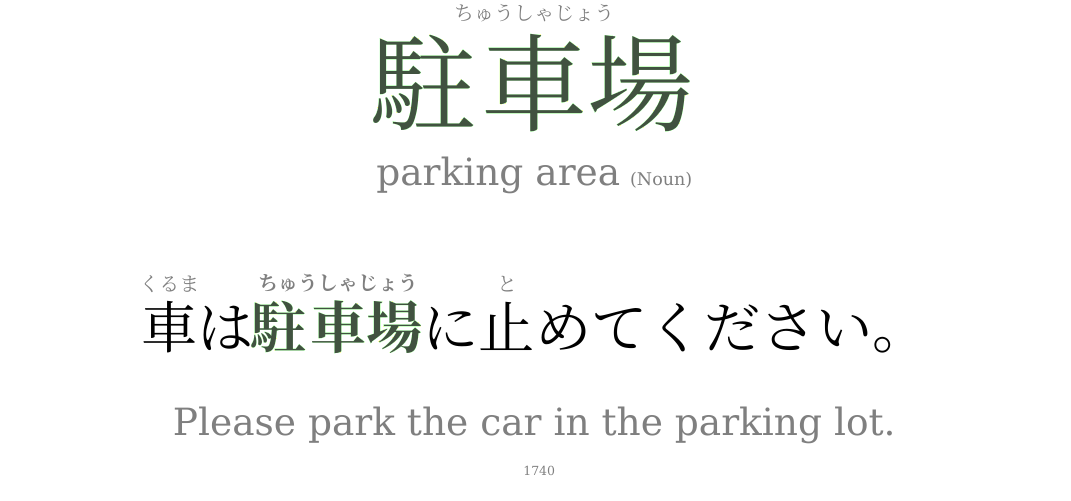 ちゅうしゃじょう
駐車場
parking area (Noun)
くるま ちゅうしゃじょう と
車は駐車場に止めてください。
Please park the car in the parking lot.
1740